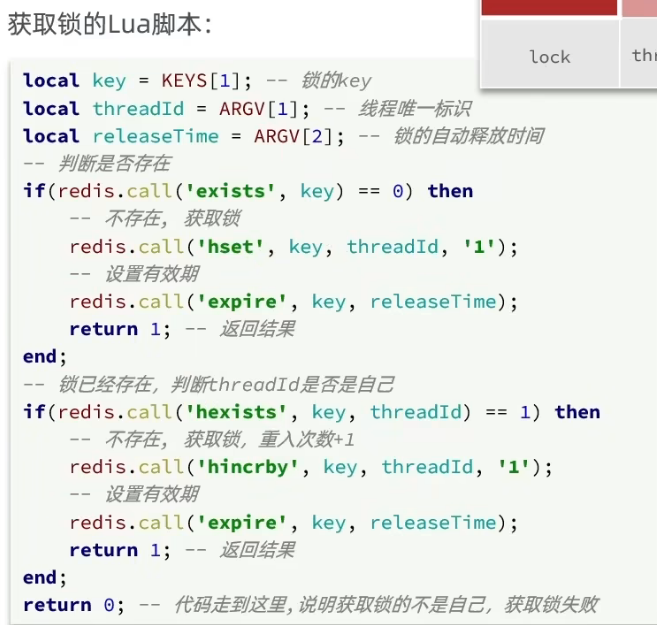 获取锁的Lua脚本：
lock
thr
local key = KEYS[1]; -- 锁的key
local threadId = ARGV[1]; -- 线程唯一标识
local releaseTime = ARGV[2]; -- 锁的自动释放时间
-- 判断是否存在
if(redis.call('exists', key) == 0) then
    -- 不存在, 获取锁
    redis.call('hset', key, threadId, '1');
    -- 设置有效期
    redis.call('expire', key, releaseTime);
    return 1; -- 返回结果
end;
-- 锁已经存在，判断threadId是否是自己
if(redis.call('hexists', key, threadId) == 1) then
    -- 不存在, 获取锁，重入次数+1
    redis.call('hincrby', key, threadId, '1');
    -- 设置有效期
    redis.call('expire', key, releaseTime);
    return 1; -- 返回结果
end;
return 0; -- 代码走到这里,说明获取锁的不是自己，获取锁失败